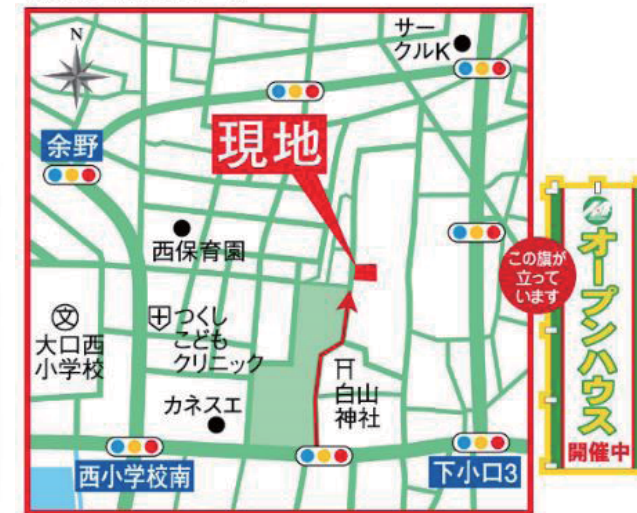 N
サー
クルK
余野
現地
西保育園
文
大口西
小学校
つくし
こども
クリニック
カネスエ
白山
神社
西小学校南
下小口3
この旗が
立って
います
オープンハウス
開催中